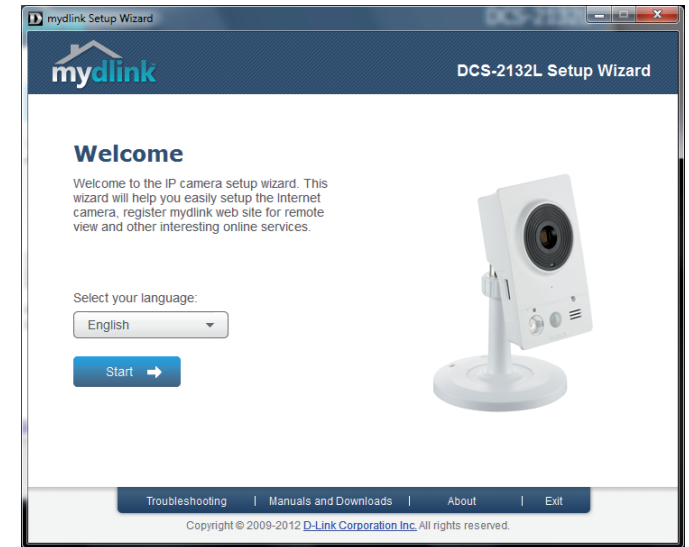 mydlink Setup Wizard
mydlink
DCS-2132L Setup Wizard
Welcome
Welcome to the IP camera setup wizard. This
wizard will help you easily setup the Internet
camera, register mydlink web site for remote
view and other interesting online services.
Select your language:
English
Start
Troubleshooting | Manuals and Downloads | About | Exit
Copyright © 2009-2012 D-Link Corporation Inc. All rights reserved.